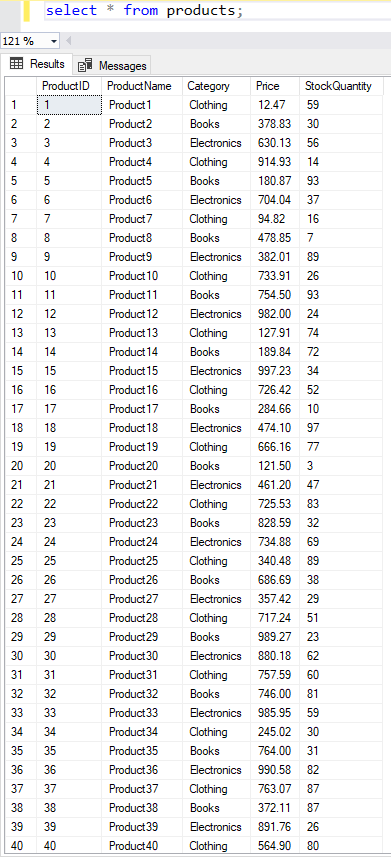 select * from products;
121 %
Results Messages
ProductID ProductName Category Price StockQuantity
1 1 Product1 Clothing 12.47 59
2 2 Product2 Books 378.83 30
3 3 Product3 Electronics 630.13 56
4 4 Product4 Clothing 914.93 14
5 5 Product5 Books 180.87 93
6 6 Product6 Electronics 704.04 37
7 7 Product7 Clothing 94.82 16
8 8 Product8 Books 478.85 7
9 9 Product9 Electronics 382.01 89
10 10 Product10 Clothing 733.91 26
11 11 Product11 Books 754.50 93
12 12 Product12 Electronics 982.00 24
13 13 Product13 Clothing 127.91 74
14 14 Product14 Books 189.84 72
15 15 Product15 Electronics 997.23 34
16 16 Product16 Clothing 726.42 52
17 17 Product17 Books 284.66 10
18 18 Product18 Electronics 474.10 97
19 19 Product19 Clothing 666.16 77
20 20 Product20 Books 121.50 3
21 21 Product21 Electronics 461.20 47
22 22 Product22 Clothing 725.53 83
23 23 Product23 Books 828.59 32
24 24 Product24 Electronics 734.88 69
25 25 Product25 Clothing 340.48 89
26 26 Product26 Books 686.69 38
27 27 Product27 Electronics 357.42 29
28 28 Product28 Clothing 717.24 51
29 29 Product29 Books 989.27 23
30 30 Product30 Electronics 880.18 62
31 31 Product31 Clothing 757.59 60
32 32 Product32 Books 746.00 81
33 33 Product33 Electronics 985.95 59
34 34 Product34 Clothing 245.02 30
35 35 Product35 Books 764.00 31
36 36 Product36 Electronics 990.58 82
37 37 Product37 Clothing 763.07 87
38 38 Product38 Books 372.11 87
39 39 Product39 Electronics 891.76 26
40 40 Product40 Clothing 564.90 80